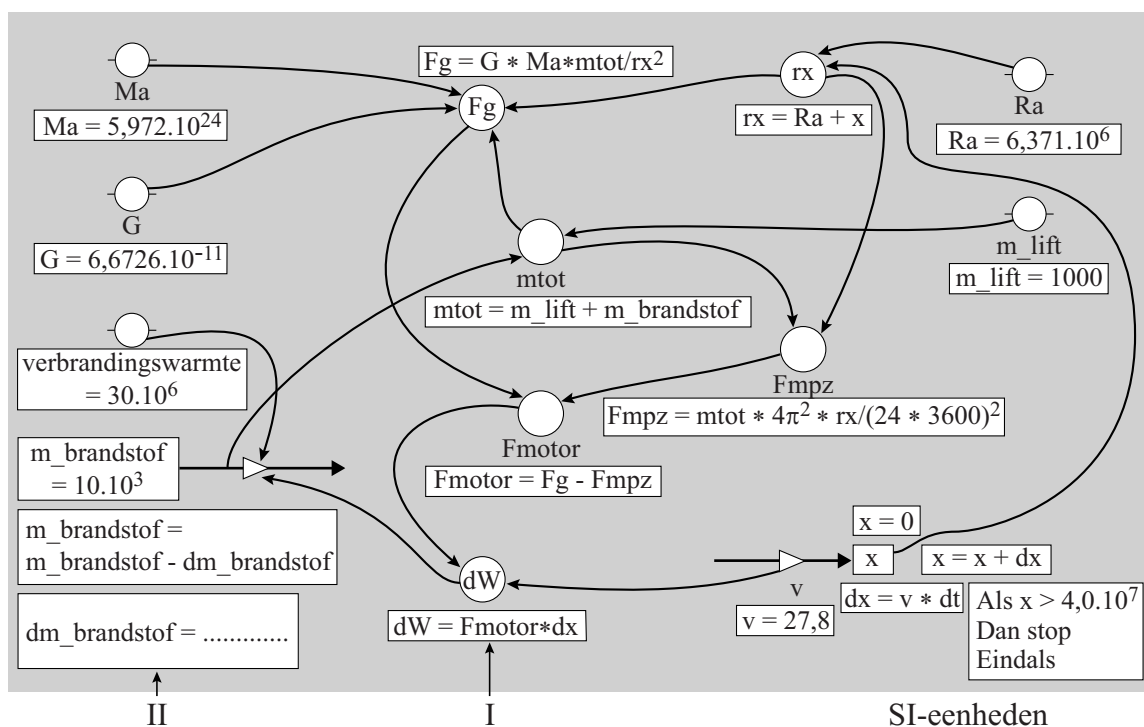 Ma
Ma = 5,972.10²⁴
G
G = 6,6726.10⁻¹¹
verbrandingswarmte
= 30.10⁶
m_brandstof
= 10.10³
m_brandstof =
m_brandstof - dm_brandstof
dm_brandstof = .............
II
Fg = G ∗ Ma∗mtot/rx²
Fg
mtot
mtot = m_lift + m_brandstof
Fmotor
Fmotor = Fg - Fmpz
dW
dW = Fmotor∗dx
I
rx
rx = Ra + x
Ra
Ra = 6,371.10⁶
m_lift
m_lift = 1000
Fmpz
Fmpz = mtot ∗ 4π² ∗ rx/(24 ∗ 3600)²
v
v = 27,8
x = 0
x
x = x + dx
dx = v ∗ dt
Als x > 4,0.10⁷
Dan stop
Eindals
SI-eenheden